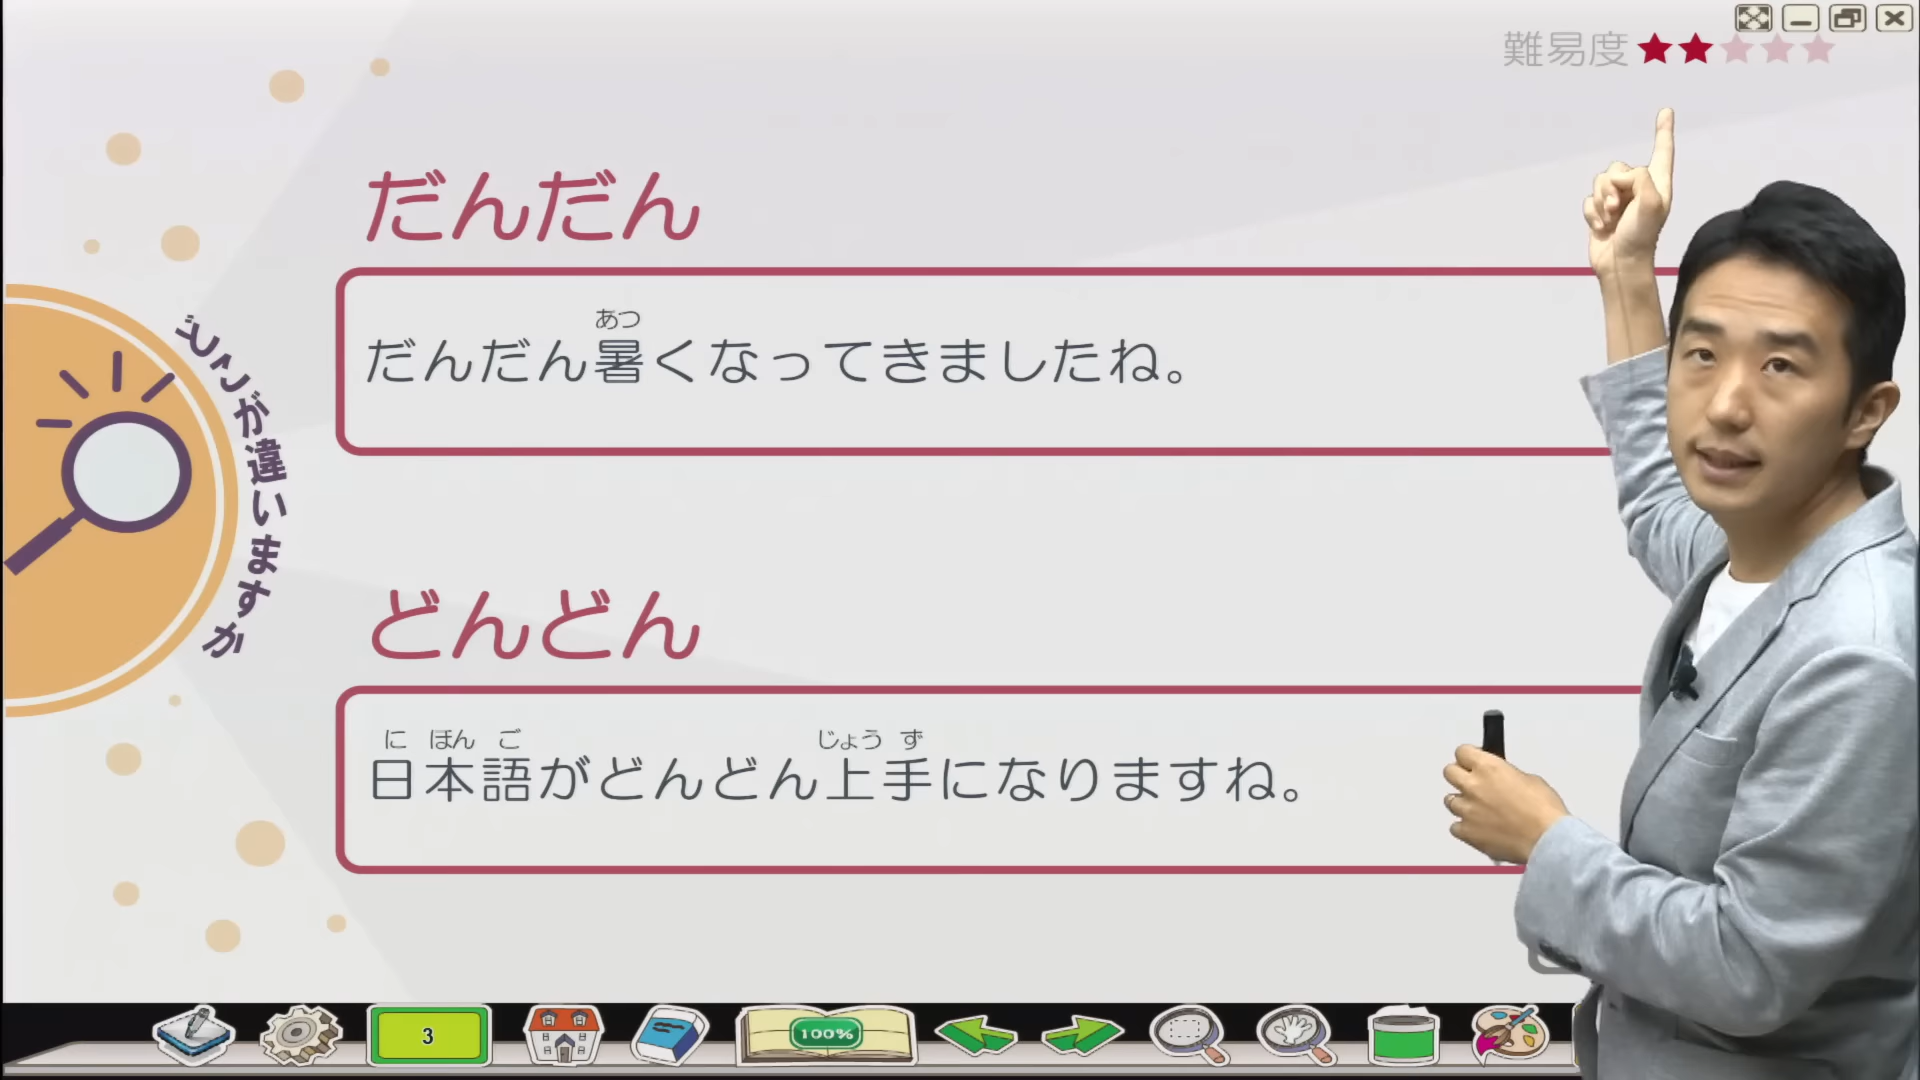 難易度
だんだん
あつ
だんだん暑くなってきましたね。
どこが違いますか
どんどん
に ほん ご じょう ず
日本語がどんどん上手になりますね。
3
100%